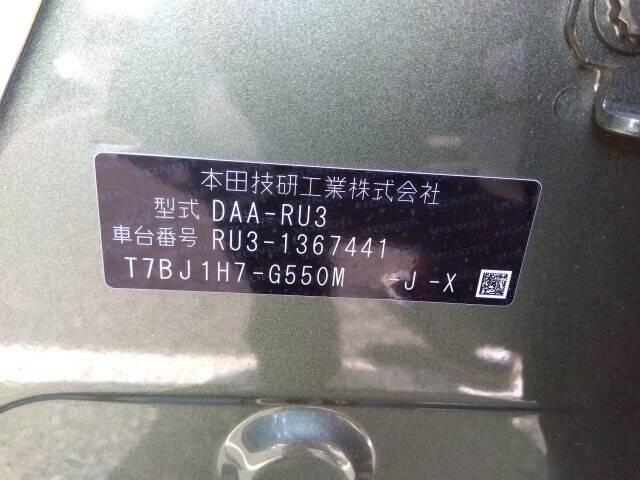 本田技研工業株式会社
型式 DAA-RU3
車台番号 RU3-1367441
T7BJ1H7-G550M -J -X